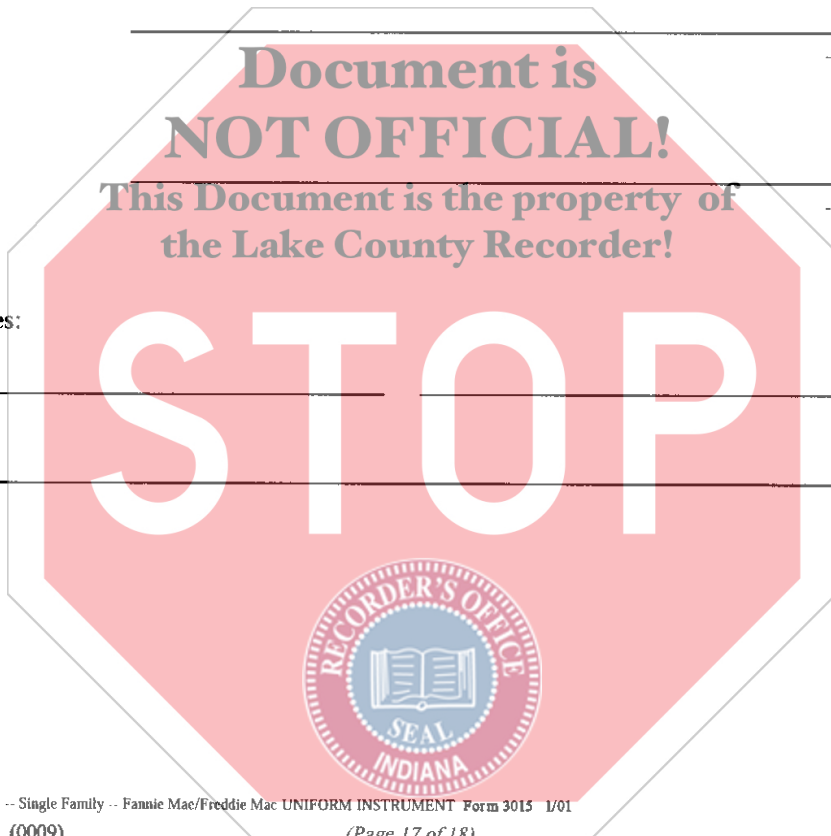 Document is
NOT OFFICIAL!
This Document is the property of
the Lake County Recorder!
es:
STOP
RECORDER'S OFFICE
SEAL
INDIANA
-- Single Family -- Fannie Mae/Freddie Mac UNIFORM INSTRUMENT Form 3015 1/01
(0009)
(Page 17 of 18)